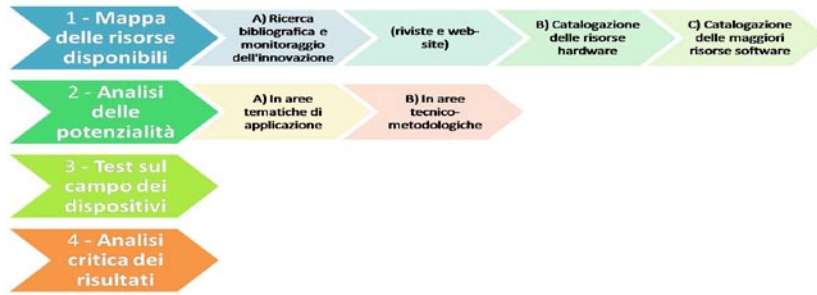 1 - Mappa
delle risorse
disponibili
A) Ricerca
bibliografica e
monitoraggio
dell'innovazione
(riviste e web-
site)
B) Catalogazione
delle risorse
hardware
C) Catalogazione
delle maggiori
risorse software
2 - Analisi
delle
potenzialità
A) In aree
tematiche di
applicazione
B) In aree
tecnico-
metodologiche
3 - Test sul
campo dei
dispositivi
4 - Analisi
critica dei
risultati